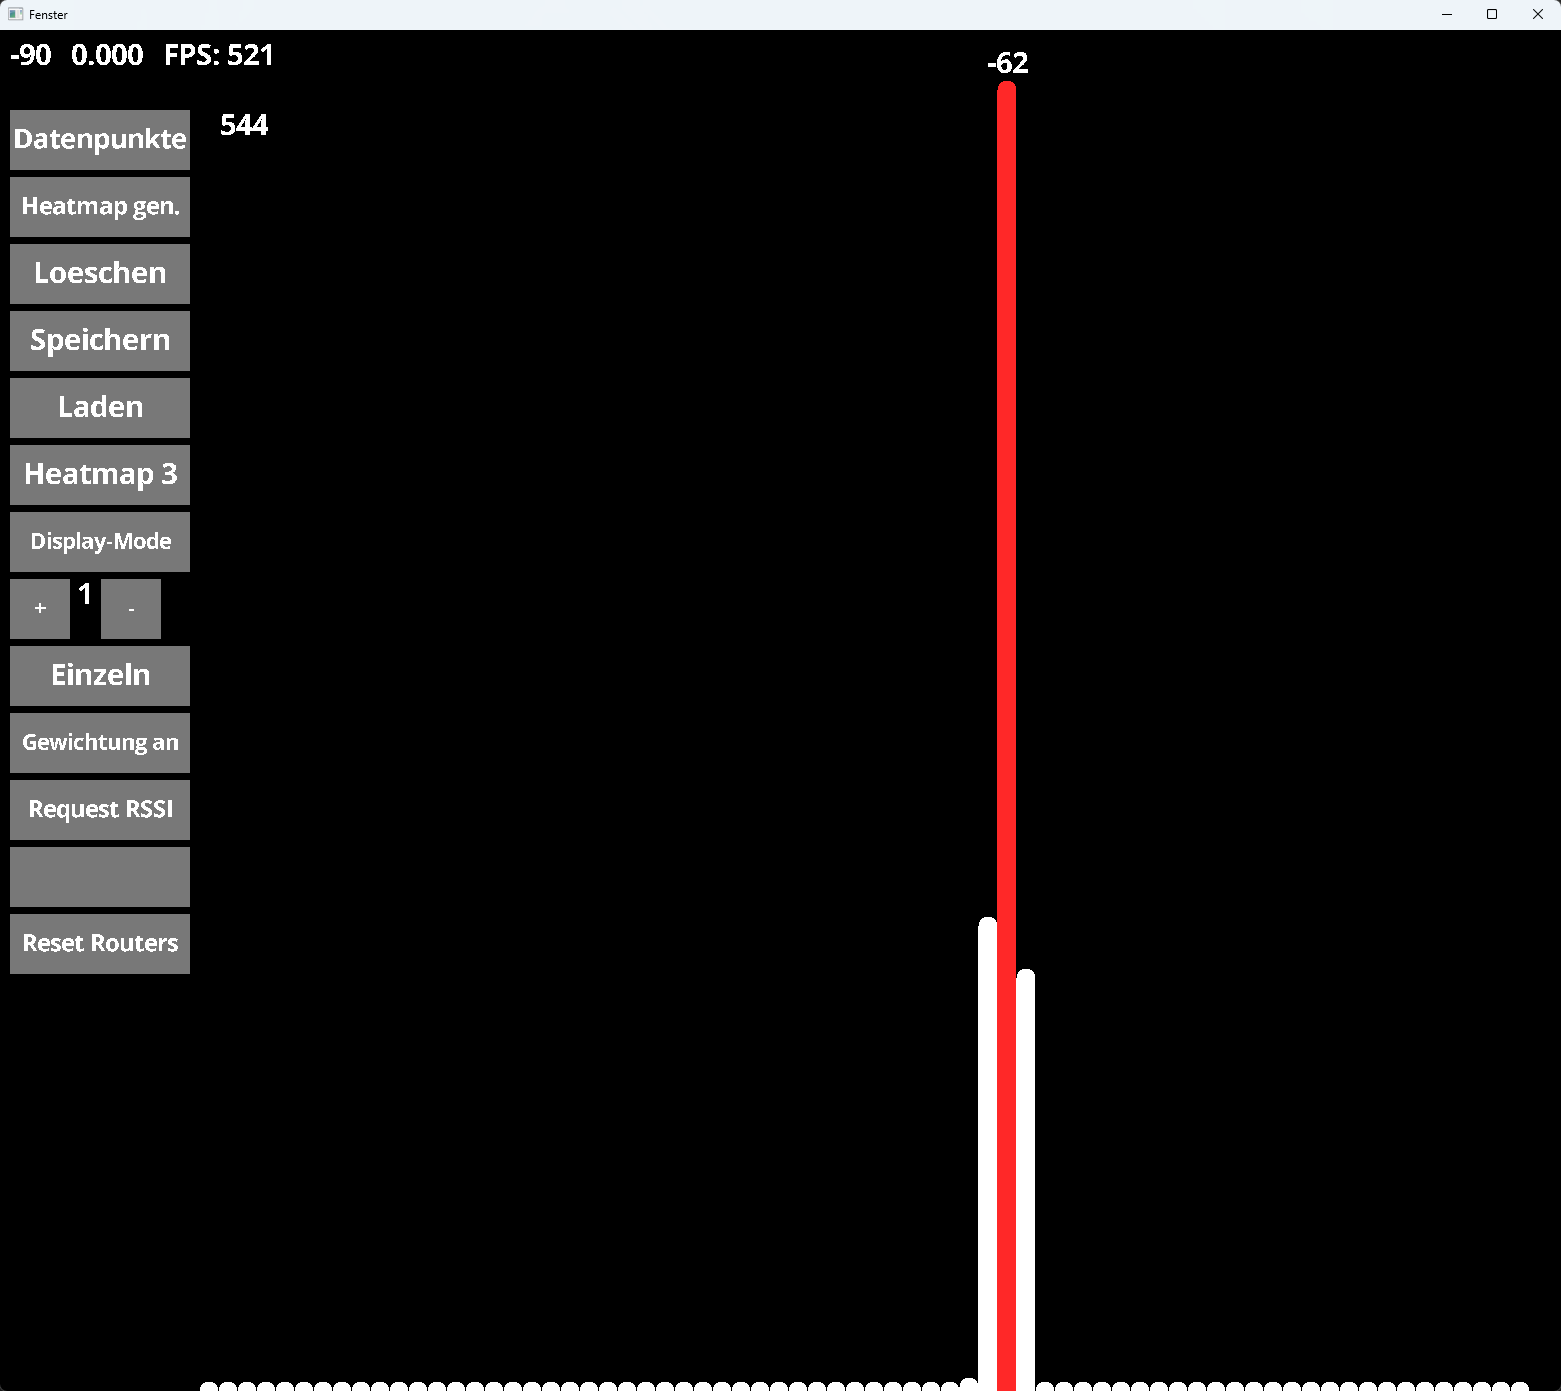 Fenster
-90 0.000 FPS: 521
-62
Datenpunkte
544
Heatmap gen.
Loeschen
Speichern
Laden
Heatmap 3
Display-Mode
+ 1 -
Einzeln
Gewichtung an
Request RSSI
Reset Routers